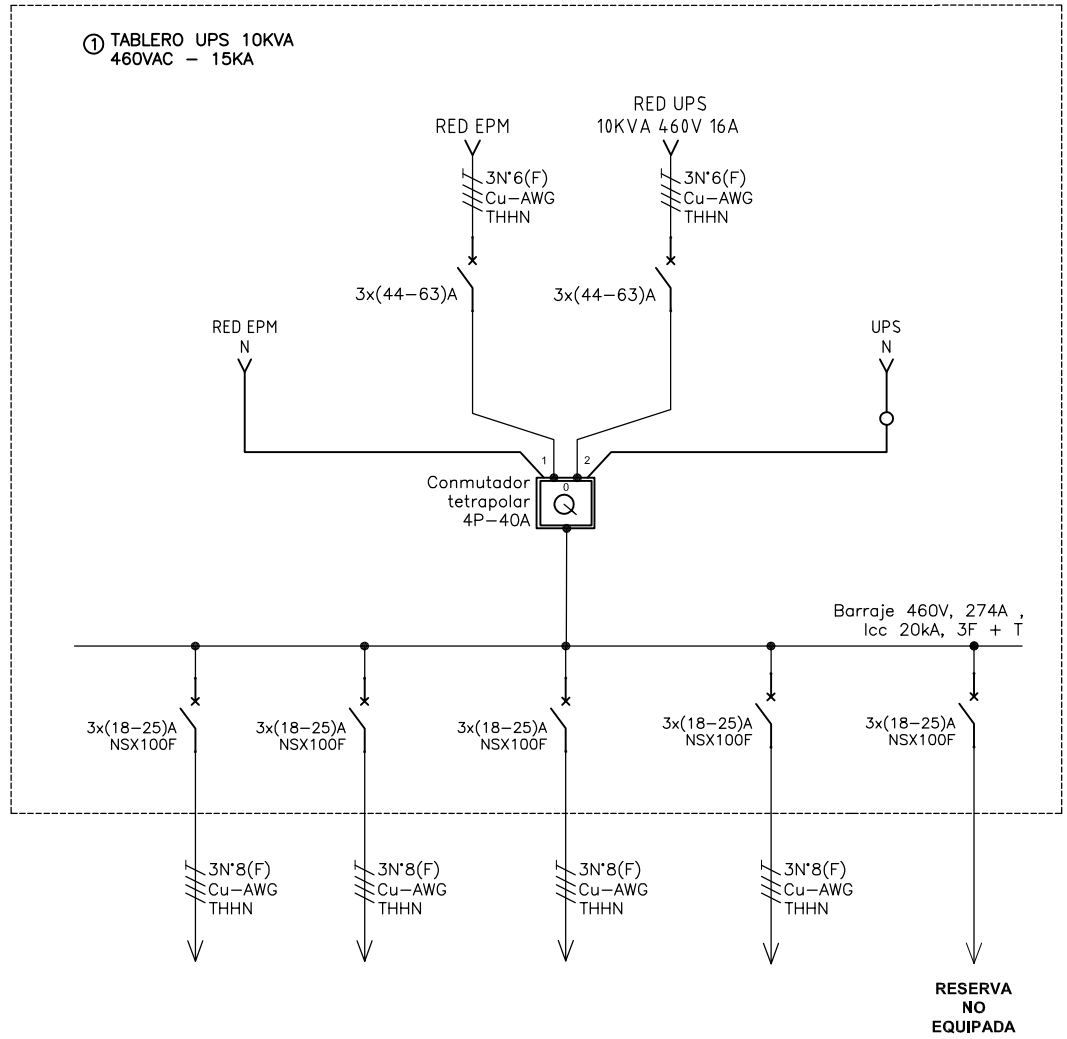 ① TABLERO UPS 10KVA
460VAC – 15KA
RED EPM
RED UPS
10KVA 460V 16A
3N°6(F)
Cu–AWG
THHN
3N°6(F)
Cu–AWG
THHN
3x(44–63)A
3x(44–63)A
RED EPM
N
UPS
N
1
2
0
Conmutador
tetrapolar
4P–40A
Barraje 460V, 274A ,
Icc 20kA, 3F + T
3x(18–25)A
NSX100F
3x(18–25)A
NSX100F
3x(18–25)A
NSX100F
3x(18–25)A
NSX100F
3x(18–25)A
NSX100F
3N°8(F)
Cu–AWG
THHN
3N°8(F)
Cu–AWG
THHN
3N°8(F)
Cu–AWG
THHN
3N°8(F)
Cu–AWG
THHN
RESERVA
NO
EQUIPADA